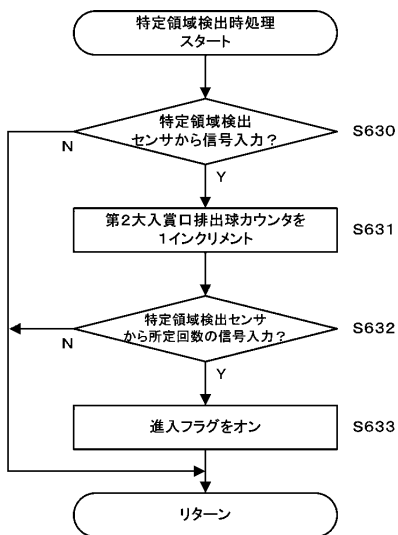 特定領域検出時処理
スタート
特定領域検出
センサから信号入力？
S630
N
Y
第2大入賞口排出球カウンタを
1インクリメント
S631
特定領域検出センサ
から所定回数の信号入力？
S632
N
Y
進入フラグをオン
S633
リターン